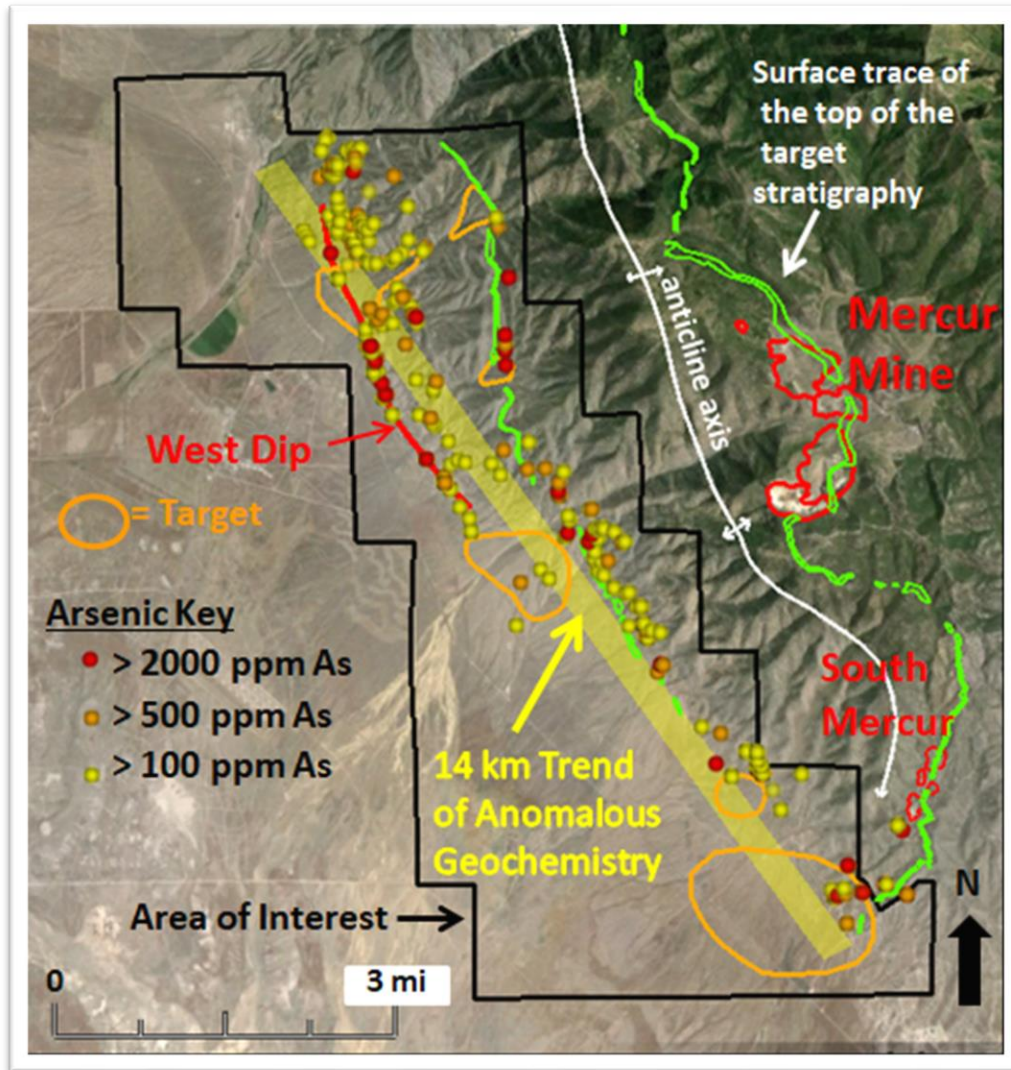 Surface trace of
the top of the
target
stratigraphy
Mercur
Mine
anticline axis
West Dip
= Target
Arsenic Key
> 2000 ppm As
> 500 ppm As
> 100 ppm As
South
Mercur
14 km Trend
of Anomalous
Geochemistry
Area of Interest
N
0
3 mi